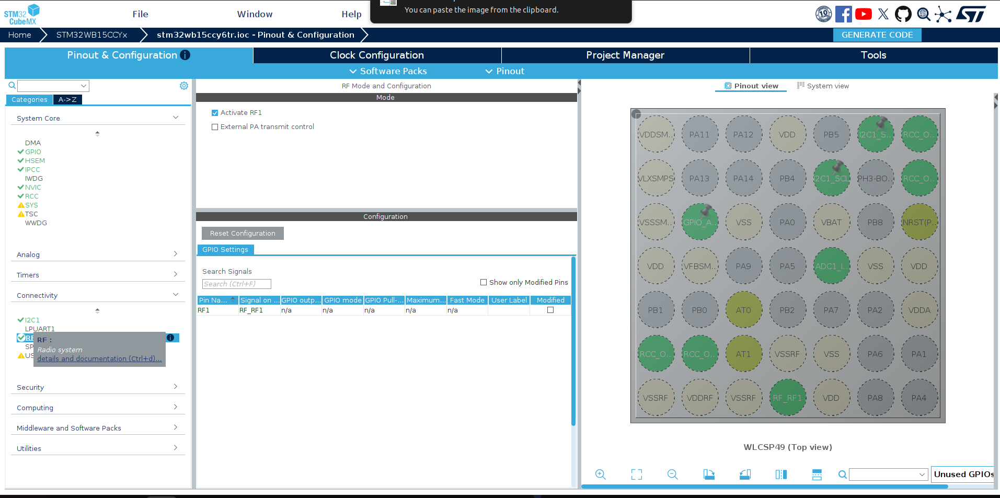 You can paste the image from the clipboard.
STM32
CubeMX
File
Window
Help
10
ST
Home
STM32WB15CCYx
stm32wb15ccy6tr.ioc - Pinout & Configuration
GENERATE CODE
Pinout & Configuration
Clock Configuration
Project Manager
Tools
Software Packs
Pinout
Categories
A->Z
System Core
DMA
GPIO
HSEM
IPCC
IWDG
NVIC
RCC
SYS
TSC
WWDG
Analog
Timers
Connectivity
I2C1
LPUART1
RF
SP
US
RF :
Radio system
details and documentation (Ctrl+d)...
Security
Computing
Middleware and Software Packs
Utilities
RF Mode and Configuration
Mode
Activate RF1
External PA transmit control
Configuration
Reset Configuration
GPIO Settings
Search Signals
Search (Ctrl+F)
Show only Modified Pins
Pin Na... Signal on ... GPIO outp... GPIO mode GPIO Pull-... Maximum... Fast Mode User Label Modified
RF1 RF_RF1 n/a n/a n/a n/a n/a
Pinout view
System view
VDDSM.. PA11 PA12 VDD PB5 I2C1_S.. RCC_O..
VLXSMPS PA13 PA14 PB4 I2C1_SCL PH3-BO.. RCC_O..
VSSSM.. GPIO_A.. VSS PA0 VBAT PB8 NRST(P..
VDD VFBSM.. PA9 PA5 ADC1_I.. VSS VDD
PB1 PB0 AT0 PB2 PA7 PA2 VDDA
RCC_O.. RCC_O.. AT1 VSSRF VSS PA6 PA1
VSSRF VDDRF VSSRF RF_RF1 VDD PA8 PA4
WLCSP49 (Top view)
Unused GPIOs